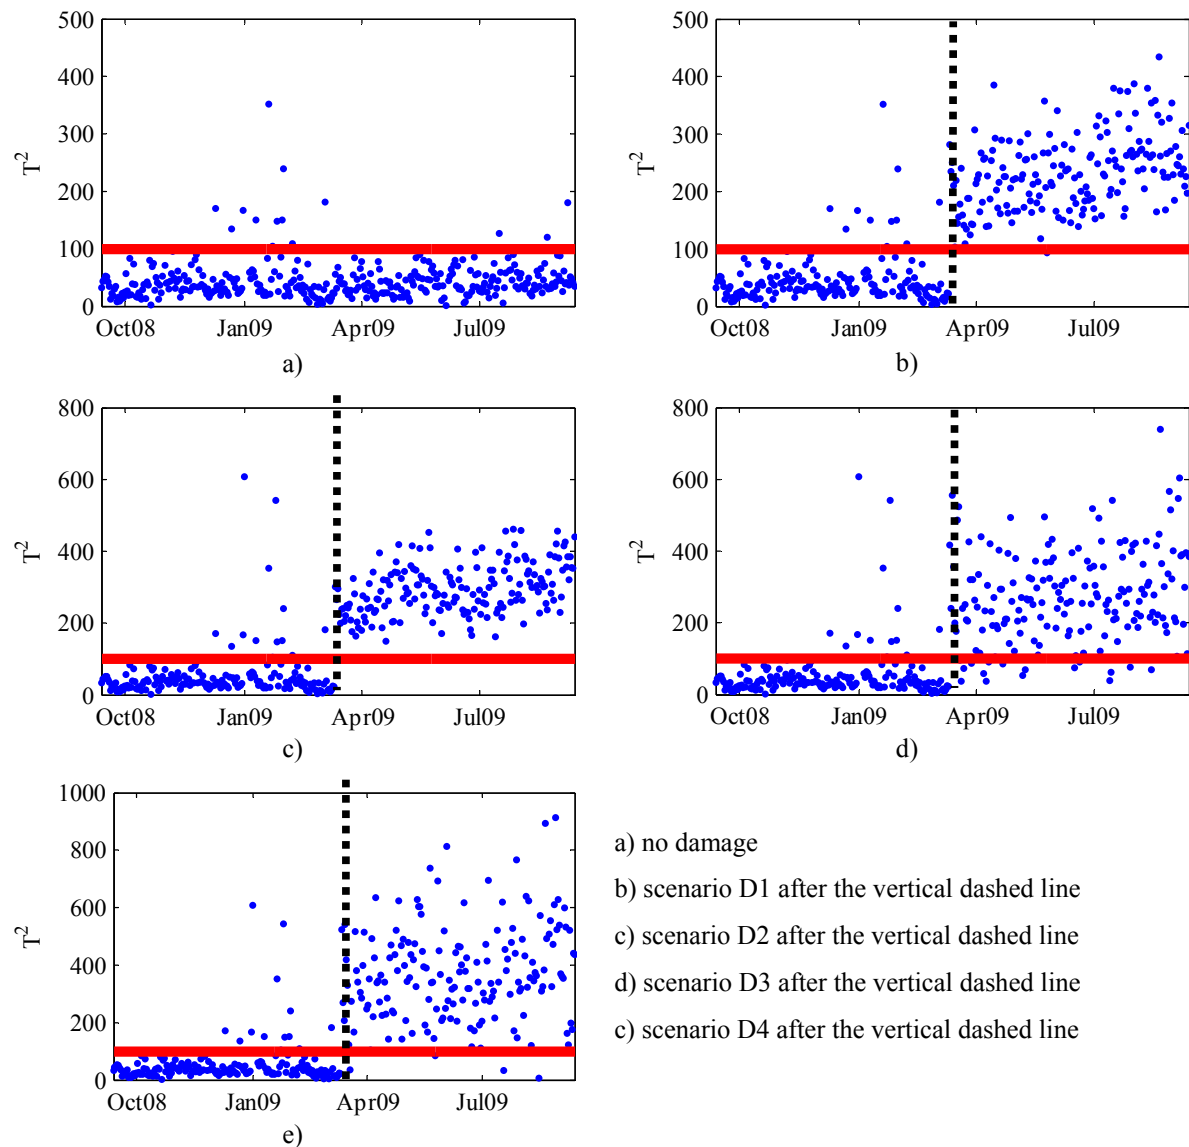 500
400
300
200
100
0
T²
Oct08 Jan09 Apr09 Jul09
a)
500
400
300
200
100
0
T²
Oct08 Jan09 Apr09 Jul09
b)
800
600
400
200
0
T²
Oct08 Jan09 Apr09 Jul09
c)
800
600
400
200
0
T²
Oct08 Jan09 Apr09 Jul09
d)
1000
800
600
400
200
0
T²
Oct08 Jan09 Apr09 Jul09
e)
a) no damage
b) scenario D1 after the vertical dashed line
c) scenario D2 after the vertical dashed line
d) scenario D3 after the vertical dashed line
c) scenario D4 after the vertical dashed line